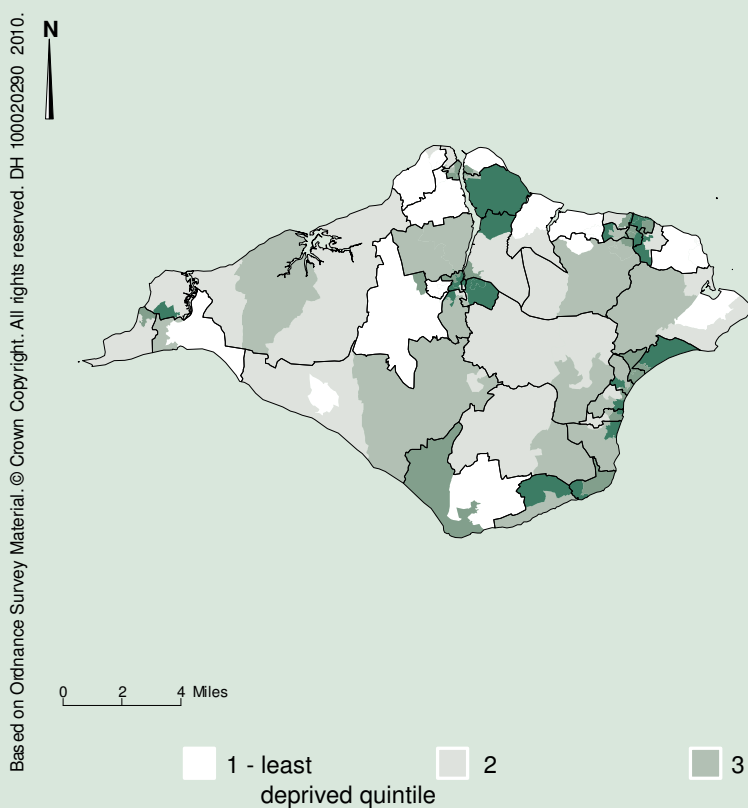 Based on Ordnance Survey Material. © Crown Copyright. All rights reserved. DH 100020290 2010.
N
0 2 4 Miles
1 - least
deprived quintile
2
3